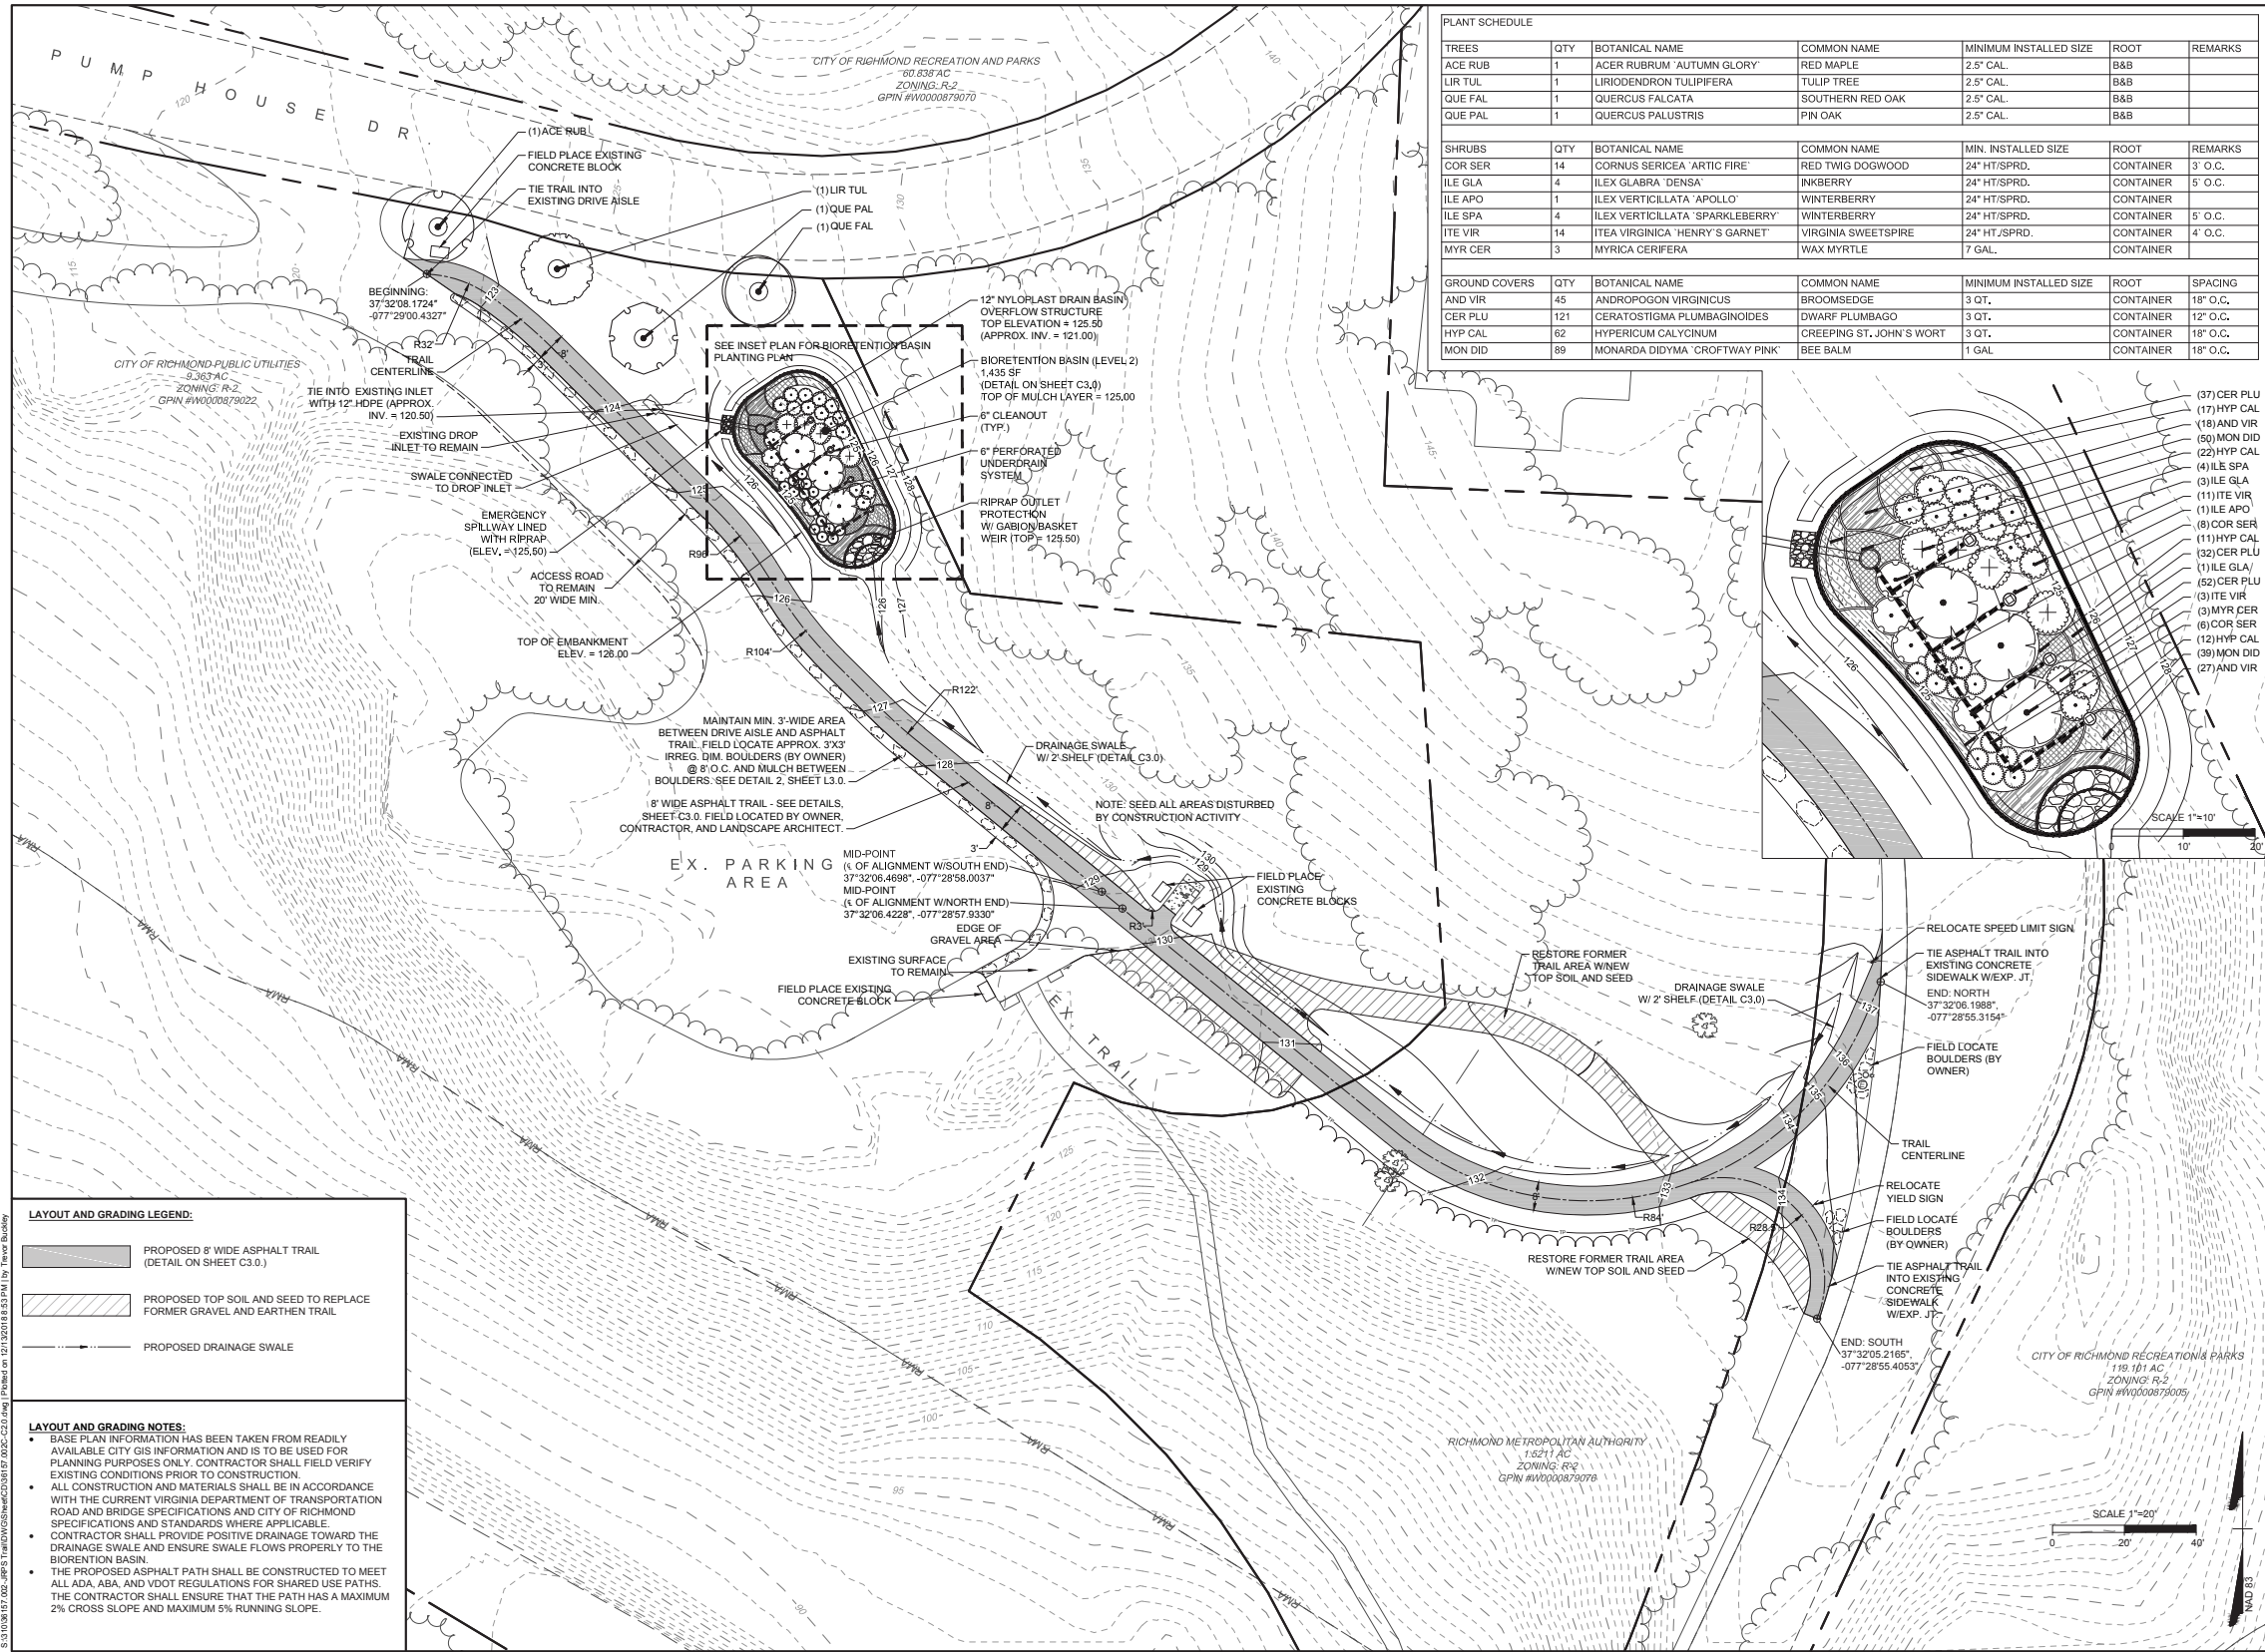 PUMP HOUSE DR.
CITY OF RICHMOND RECREATION AND PARKS
60.838 AC
ZONING: R-2
GPIN #W0000879070
PLANT SCHEDULE
TREES QTY BOTANICAL NAME COMMON NAME MINIMUM INSTALLED SIZE ROOT REMARKS
ACE RUB 1 ACER RUBRUM `AUTUMN GLORY` RED MAPLE 2.5" CAL. B&B
LIR TUL 1 LIRIODENDRON TULIPIFERA TULIP TREE 2.5" CAL. B&B
QUE FAL 1 QUERCUS FALCATA SOUTHERN RED OAK 2.5" CAL. B&B
QUE PAL 1 QUERCUS PALUSTRIS PIN OAK 2.5" CAL. B&B
SHRUBS QTY BOTANICAL NAME COMMON NAME MIN. INSTALLED SIZE ROOT REMARKS
COR SER 14 CORNUS SERICEA `ARTIC FIRE` RED TWIG DOGWOOD 24" HT/SPRD. CONTAINER 3` O.C.
ILE GLA 4 ILEX GLABRA `DENSA` INKBERRY 24" HT/SPRD. CONTAINER 5` O.C.
ILE APO 1 ILEX VERTICILLATA `APOLLO` WINTERBERRY 24" HT/SPRD. CONTAINER
ILE SPA 4 ILEX VERTICILLATA `SPARKLEBERRY` WINTERBERRY 24" HT/SPRD. CONTAINER 5` O.C.
ITE VIR 14 ITEA VIRGINICA `HENRY`S GARNET` VIRGINIA SWEETSPIRE 24" HT./SPRD. CONTAINER 4` O.C.
MYR CER 3 MYRICA CERIFERA WAX MYRTLE 7 GAL. CONTAINER
GROUND COVERS QTY BOTANICAL NAME COMMON NAME MINIMUM INSTALLED SIZE ROOT SPACING
AND VIR 45 ANDROPOGON VIRGINICUS BROOMSEDGE 3 QT. CONTAINER 18" O.C.
CER PLU 121 CERATOSTIGMA PLUMBAGINOIDES DWARF PLUMBAGO 3 QT. CONTAINER 12" O.C.
HYP CAL 62 HYPERICUM CALYCINUM CREEPING ST. JOHN`S WORT 3 QT. CONTAINER 18" O.C.
MON DID 89 MONARDA DIDYMA `CROFTWAY PINK` BEE BALM 1 GAL CONTAINER 18" O.C.
(1) ACE RUB
FIELD PLACE EXISTING
CONCRETE BLOCK
TIE TRAIL INTO
EXISTING DRIVE AISLE
(1) LIR TUL
(1) QUE PAL
(1) QUE FAL
BEGINNING:
37°32'08.1724"
-077°29'00.4327"
R32'
TRAIL
CENTERLINE
CITY OF RICHMOND PUBLIC UTILITIES
9.363 AC
ZONING: R-2
GPIN #W0000879022
TIE INTO EXISTING INLET
WITH 12" HDPE (APPROX.
INV. = 120.50)
EXISTING DROP
INLET TO REMAIN
SWALE CONNECTED
TO DROP INLET
EMERGENCY
SPILLWAY LINED
WITH RIPRAP
(ELEV. = 125.50)
ACCESS ROAD
TO REMAIN
20' WIDE MIN.
TOP OF EMBANKMENT
ELEV. = 126.00
SEE INSET PLAN FOR BIORETENTION BASIN
PLANTING PLAN
12" NYLOPLAST DRAIN BASIN
OVERFLOW STRUCTURE
TOP ELEVATION = 125.50
(APPROX. INV. = 121.00)
BIORETENTION BASIN (LEVEL 2)
1,435 SF
(DETAIL ON SHEET C3.0)
TOP OF MULCH LAYER = 125.00
6" CLEANOUT
(TYP.)
6" PERFORATED
UNDERDRAIN
SYSTEM
RIPRAP OUTLET
PROTECTION
W/ GABION BASKET
WEIR (TOP = 125.50)
(37) CER PLU
(17) HYP CAL
(18) AND VIR
(50) MON DID
(22) HYP CAL
(4) ILE SPA
(3) ILE GLA
(11) ITE VIR
(1) ILE APO
(8) COR SER
(11) HYP CAL
(32) CER PLU
(1) ILE GLA
(52) CER PLU
(3) ITE VIR
(3) MYR CER
(6) COR SER
(12) HYP CAL
(39) MON DID
(27) AND VIR
SCALE 1"=10'
0 10' 20'
R96'
R104'
R122'
MAINTAIN MIN. 3'-WIDE AREA
BETWEEN DRIVE AISLE AND ASPHALT
TRAIL. FIELD LOCATE APPROX. 3'X3'
IRREG. DIM. BOULDERS (BY OWNER)
@ 8' O.C. AND MULCH BETWEEN
BOULDERS. SEE DETAIL 2, SHEET L3.0.
8' WIDE ASPHALT TRAIL - SEE DETAILS,
SHEET C3.0. FIELD LOCATED BY OWNER,
CONTRACTOR, AND LANDSCAPE ARCHITECT.
DRAINAGE SWALE
W/ 2' SHELF (DETAIL C3.0)
NOTE: SEED ALL AREAS DISTURBED
BY CONSTRUCTION ACTIVITY
EX. PARKING
AREA
MID-POINT
(℄ OF ALIGNMENT W/SOUTH END)
37°32'06.4698", -077°28'58.0037"
MID-POINT
(℄ OF ALIGNMENT W/NORTH END)
37°32'06.4228", -077°28'57.9330"
EDGE OF
GRAVEL AREA
EXISTING SURFACE
TO REMAIN
FIELD PLACE EXISTING
CONCRETE BLOCK
FIELD PLACE
EXISTING
CONCRETE BLOCKS
R3'
EX. TRAIL
RESTORE FORMER
TRAIL AREA W/NEW
TOP SOIL AND SEED
DRAINAGE SWALE
W/ 2' SHELF (DETAIL C3.0)
RELOCATE SPEED LIMIT SIGN
TIE ASPHALT TRAIL INTO
EXISTING CONCRETE
SIDEWALK W/EXP. JT.
END: NORTH
37°32'06.1988",
-077°28'55.3154"
FIELD LOCATE
BOULDERS (BY
OWNER)
TRAIL
CENTERLINE
RELOCATE
YIELD SIGN
FIELD LOCATE
BOULDERS
(BY OWNER)
TIE ASPHALT TRAIL
INTO EXISTING
CONCRETE
SIDEWALK
W/EXP. JT.
END: SOUTH
37°32'05.2165",
-077°28'55.4053"
R84'
R28.5'
RESTORE FORMER TRAIL AREA
W/NEW TOP SOIL AND SEED
CITY OF RICHMOND RECREATION & PARKS
119.101 AC
ZONING: R-2
GPIN #W0000879005
RICHMOND METROPOLITAN AUTHORITY
1.5211 AC
ZONING: R-2
GPIN #W0000879076
SCALE 1"=20'
0 20' 40'
NAD 83
LAYOUT AND GRADING LEGEND:
PROPOSED 8' WIDE ASPHALT TRAIL
(DETAIL ON SHEET C3.0.)
PROPOSED TOP SOIL AND SEED TO REPLACE
FORMER GRAVEL AND EARTHEN TRAIL
PROPOSED DRAINAGE SWALE
LAYOUT AND GRADING NOTES:
• BASE PLAN INFORMATION HAS BEEN TAKEN FROM READILY
AVAILABLE CITY GIS INFORMATION AND IS TO BE USED FOR
PLANNING PURPOSES ONLY. CONTRACTOR SHALL FIELD VERIFY
EXISTING CONDITIONS PRIOR TO CONSTRUCTION.
• ALL CONSTRUCTION AND MATERIALS SHALL BE IN ACCORDANCE
WITH THE CURRENT VIRGINIA DEPARTMENT OF TRANSPORTATION
ROAD AND BRIDGE SPECIFICATIONS AND CITY OF RICHMOND
SPECIFICATIONS AND STANDARDS WHERE APPLICABLE.
• CONTRACTOR SHALL PROVIDE POSITIVE DRAINAGE TOWARD THE
DRAINAGE SWALE AND ENSURE SWALE FLOWS PROPERLY TO THE
BIORENTION BASIN.
• THE PROPOSED ASPHALT PATH SHALL BE CONSTRUCTED TO MEET
ALL ADA, ABA, AND VDOT REGULATIONS FOR SHARED USE PATHS.
THE CONTRACTOR SHALL ENSURE THAT THE PATH HAS A MAXIMUM
2% CROSS SLOPE AND MAXIMUM 5% RUNNING SLOPE.